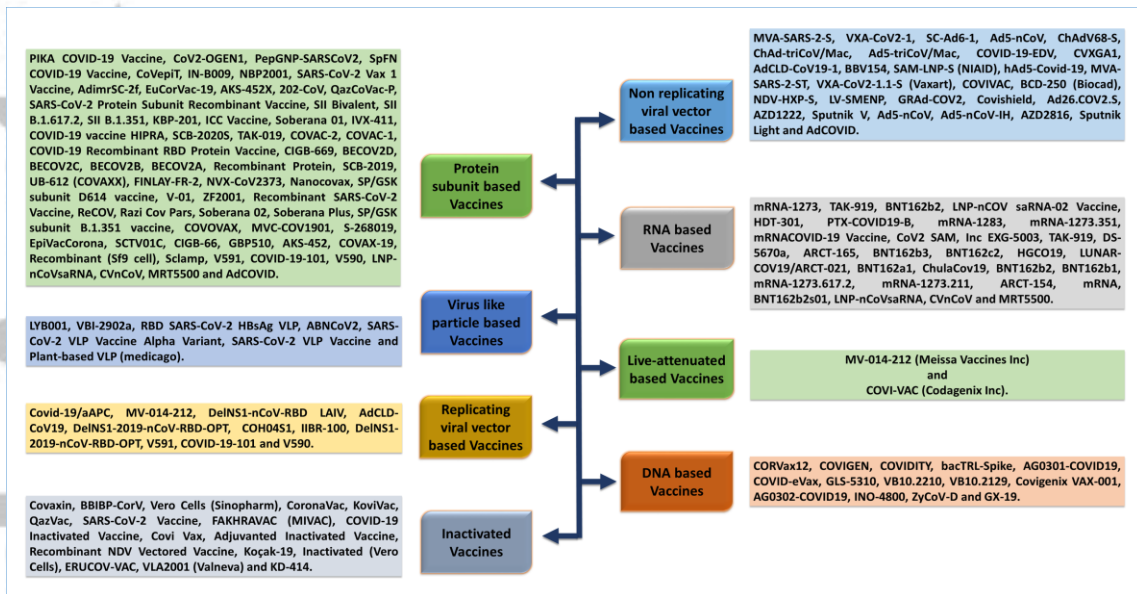 PIKA COVID-19 Vaccine, CoV2-OGEN1, PepGNP-SARSCoV2, SpFN
COVID-19 Vaccine, CoVepiT, IN-B009, NBP2001, SARS-CoV-2 Vax 1
Vaccine, AdimrSC-2f, EuCorVac-19, AKS-452X, 202-CoV, QazCoVac-P,
SARS-CoV-2 Protein Subunit Recombinant Vaccine, SII Bivalent, SII
B.1.617.2, SII B.1.351, KBP-201, ICC Vaccine, Soberana 01, IVX-411,
COVID-19 vaccine HIPRA, SCB-2020S, TAK-019, COVAC-2, COVAC-1,
COVID-19 Recombinant RBD Protein Vaccine, CIGB-669, BECOV2D,
BECOV2C, BECOV2B, BECOV2A, Recombinant Protein, SCB-2019,
UB-612 (COVAXX), FINLAY-FR-2, NVX-CoV2373, Nanocovax, SP/GSK
subunit D614 vaccine, V-01, ZF2001, Recombinant SARS-CoV-2
Vaccine, ReCOV, Razi Cov Pars, Soberana 02, Soberana Plus, SP/GSK
subunit B.1.351 vaccine, COVOVAX, MVC-COV1901, S-268019,
EpiVacCorona, SCTV01C, CIGB-66, GBP510, AKS-452, COVAX-19,
Recombinant (Sf9 cell), Sclamp, V591, COVID-19-101, V590, LNP-
nCoVsaRNA, CVnCoV, MRT5500 and AdCOVID.
Protein
subunit based
Vaccines
LYB001, VBI-2902a, RBD SARS-CoV-2 HBsAg VLP, ABNCoV2, SARS-
CoV-2 VLP Vaccine Alpha Variant, SARS-CoV-2 VLP Vaccine and
Plant-based VLP (medicago).
Virus like
particle based
Vaccines
Covid-19/aAPC, MV-014-212, DelNS1-nCoV-RBD LAIV, AdCLD-
CoV19, DelNS1-2019-nCoV-RBD-OPT, COH04S1, IIBR-100, DelNS1-
2019-nCoV-RBD-OPT, V591, COVID-19-101 and V590.
Replicating
viral vector
based Vaccines
Covaxin, BBIBP-CorV, Vero Cells (Sinopharm), CoronaVac, KoviVac,
QazVac, SARS-CoV-2 Vaccine, FAKHRAVAC (MIVAC), COVID-19
Inactivated Vaccine, Covi Vax, Adjuvanted Inactivated Vaccine,
Recombinant NDV Vectored Vaccine, Koçak-19, Inactivated (Vero
Cells), ERUCOV-VAC, VLA2001 (Valneva) and KD-414.
Inactivated
Vaccines
Non replicating
viral vector
based Vaccines
MVA-SARS-2-S, VXA-CoV2-1, SC-Ad6-1, Ad5-nCoV, ChAdV68-S,
ChAd-triCoV/Mac, Ad5-triCoV/Mac, COVID-19-EDV, CVXGA1,
AdCLD-CoV19-1, BBV154, SAM-LNP-S (NIAID), hAd5-Covid-19, MVA-
SARS-2-ST, VXA-CoV2-1.1-S (Vaxart), COVIVAC, BCD-250 (Biocad),
NDV-HXP-S, LV-SMENP, GRAd-COV2, Covishield, Ad26.COV2.S,
AZD1222, Sputnik V, Ad5-nCoV, Ad5-nCoV-IH, AZD2816, Sputnik
Light and AdCOVID.
RNA based
Vaccines
mRNA-1273, TAK-919, BNT162b2, LNP-nCOV saRNA-02 Vaccine,
HDT-301, PTX-COVID19-B, mRNA-1283, mRNA-1273.351,
mRNACOVID-19 Vaccine, CoV2 SAM, Inc EXG-5003, TAK-919, DS-
5670a, ARCT-165, BNT162b3, BNT162c2, HGCO19, LUNAR-
COV19/ARCT-021, BNT162a1, ChulaCov19, BNT162b2, BNT162b1,
mRNA-1273.617.2, mRNA-1273.211, ARCT-154, mRNA,
BNT162b2s01, LNP-nCoVsaRNA, CVnCoV and MRT5500.
Live-attenuated
based Vaccines
MV-014-212 (Meissa Vaccines Inc)
and
COVI-VAC (Codagenix Inc).
DNA based
Vaccines
CORVax12, COVIGEN, COVIDITY, bacTRL-Spike, AG0301-COVID19,
COVID-eVax, GLS-5310, VB10.2210, VB10.2129, Covigenix VAX-001,
AG0302-COVID19, INO-4800, ZyCoV-D and GX-19.